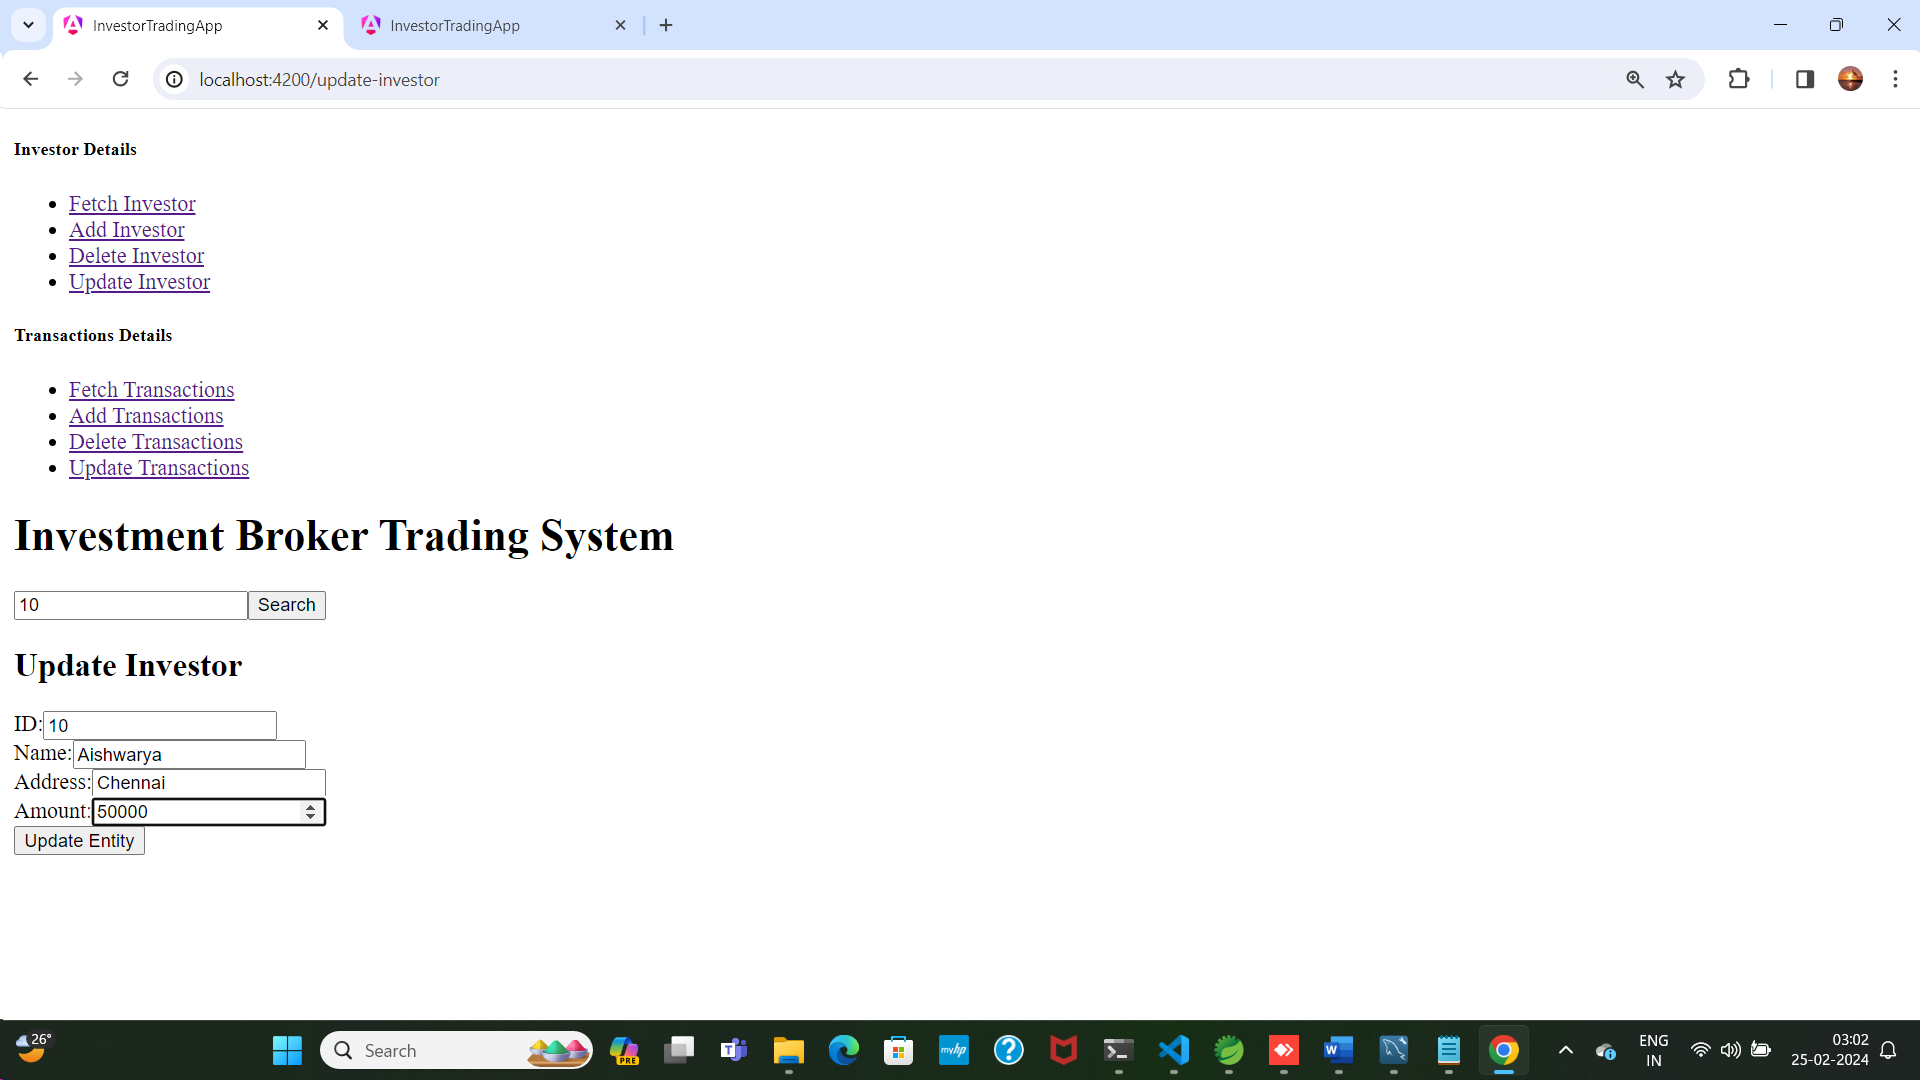 InvestorTradingApp
InvestorTradingApp
localhost:4200/update-investor
Investor Details
Fetch Investor
Add Investor
Delete Investor
Update Investor
Transactions Details
Fetch Transactions
Add Transactions
Delete Transactions
Update Transactions
Investment Broker Trading System
10 Search
Update Investor
ID: 10
Name: Aishwarya
Address: Chennai
Amount: 50000
Update Entity
26°
Search
PRE
myhp
W
ENG
IN
03:02
25-02-2024